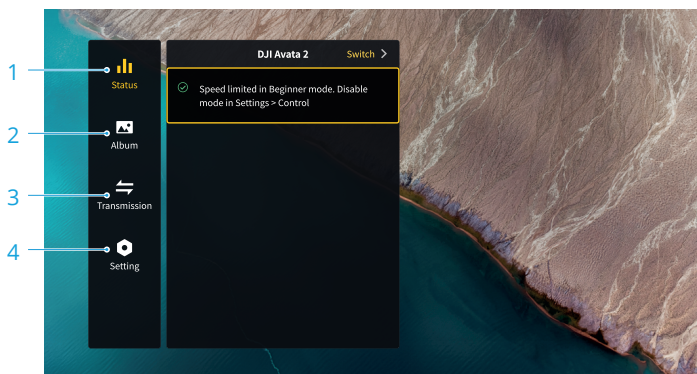 DJI Avata 2 Switch >
1
Status
Speed limited in Beginner mode. Disable
mode in Settings > Control
2
Album
3
Transmission
4
Setting